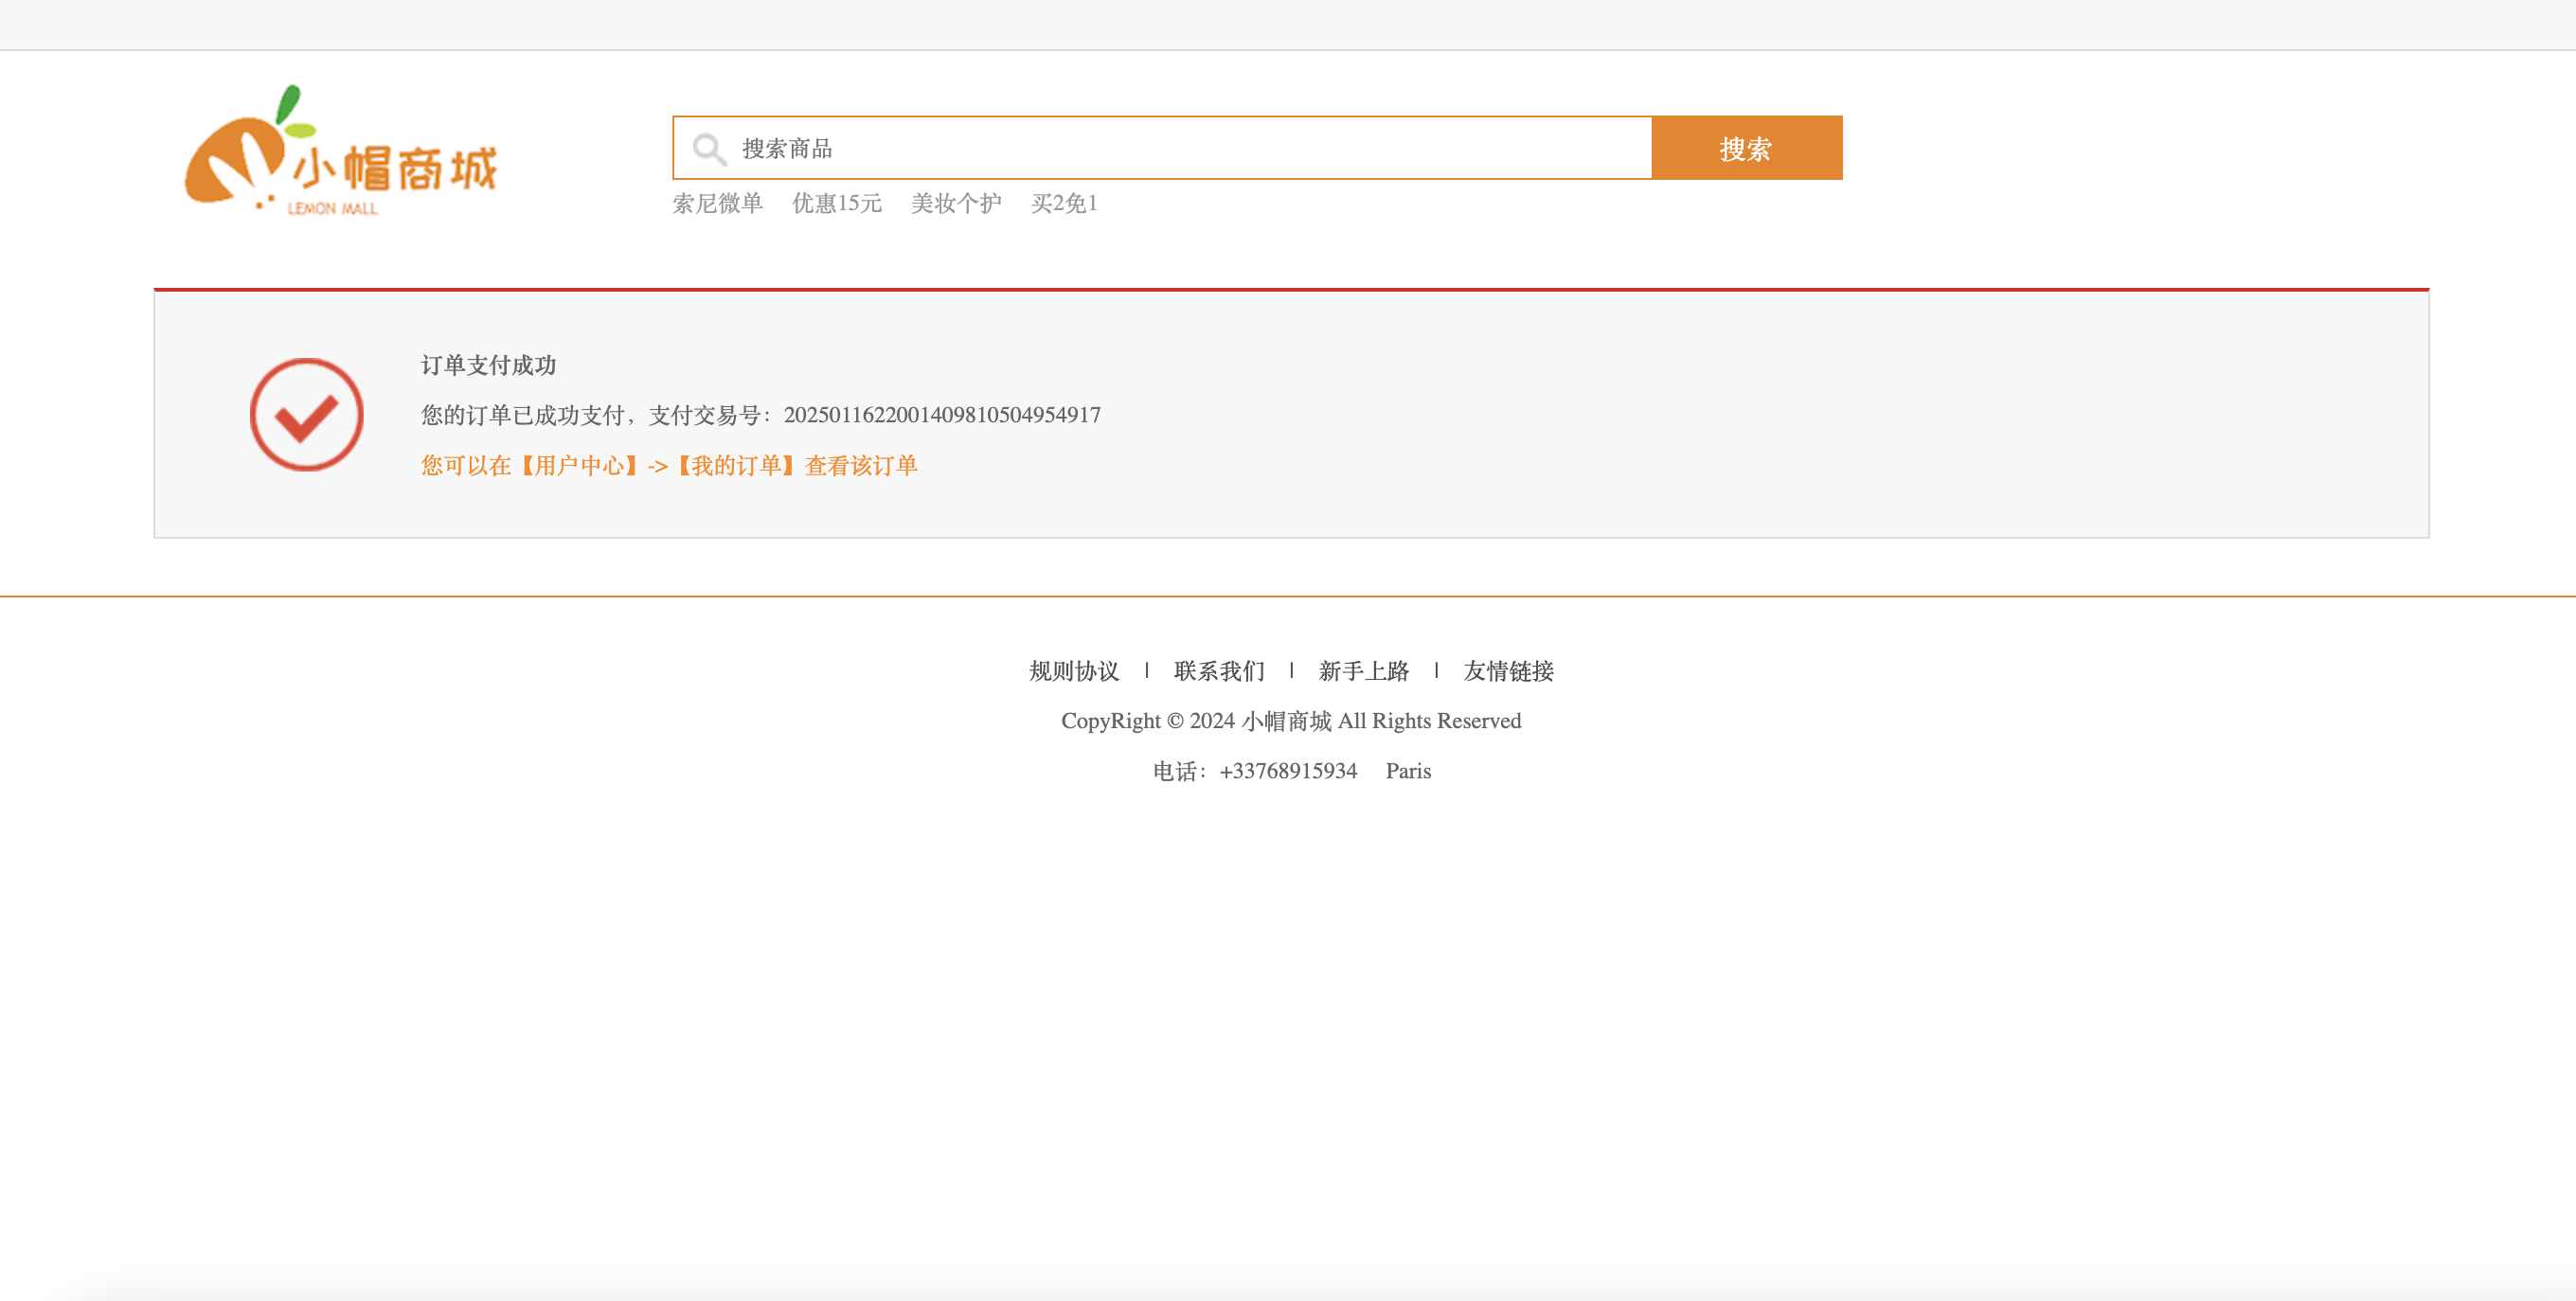 小帽商城
LEMON MALL
搜索商品
搜索
索尼微单 优惠15元 美妆个护 买2免1
订单支付成功
您的订单已成功支付，支付交易号：2025011622001409810504954917
您可以在【用户中心】->【我的订单】查看该订单
规则协议 | 联系我们 | 新手上路 | 友情链接
CopyRight © 2024 小帽商城 All Rights Reserved
电话：+33768915934 Paris